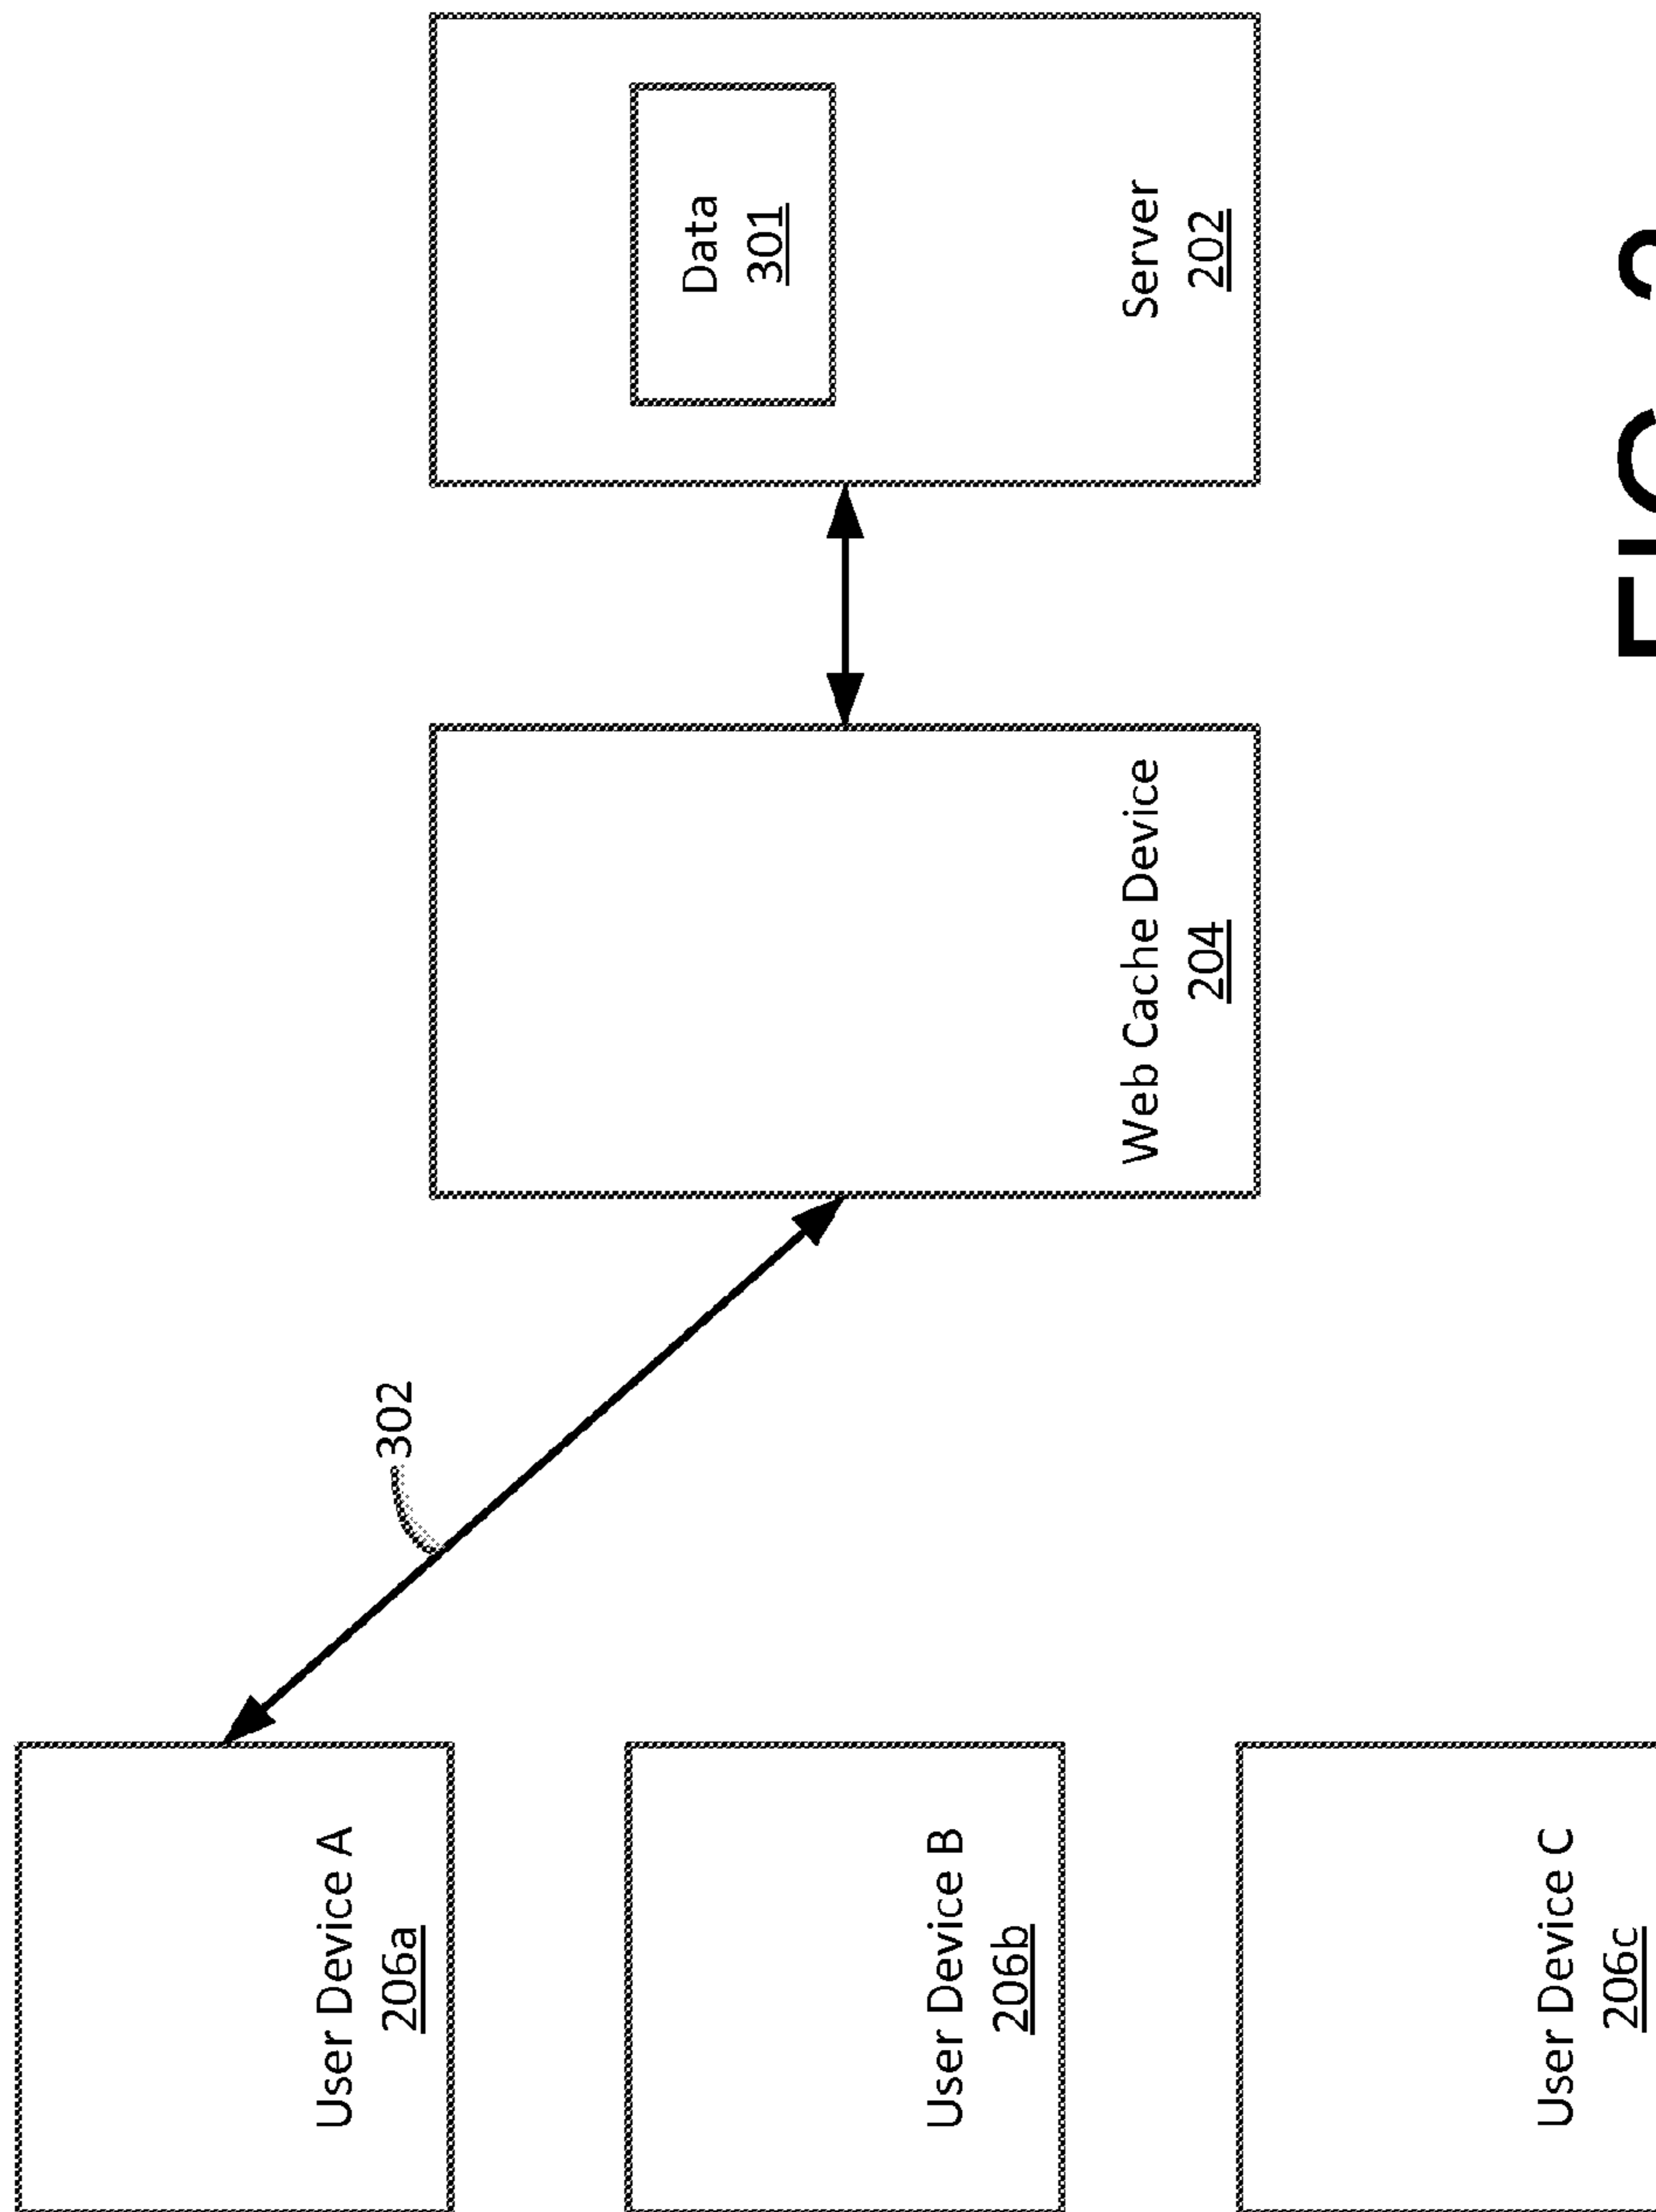 User Device A
206a
302
User Device B
206b
User Device C
206c
Web Cache Device
204
Data
301
Server
202